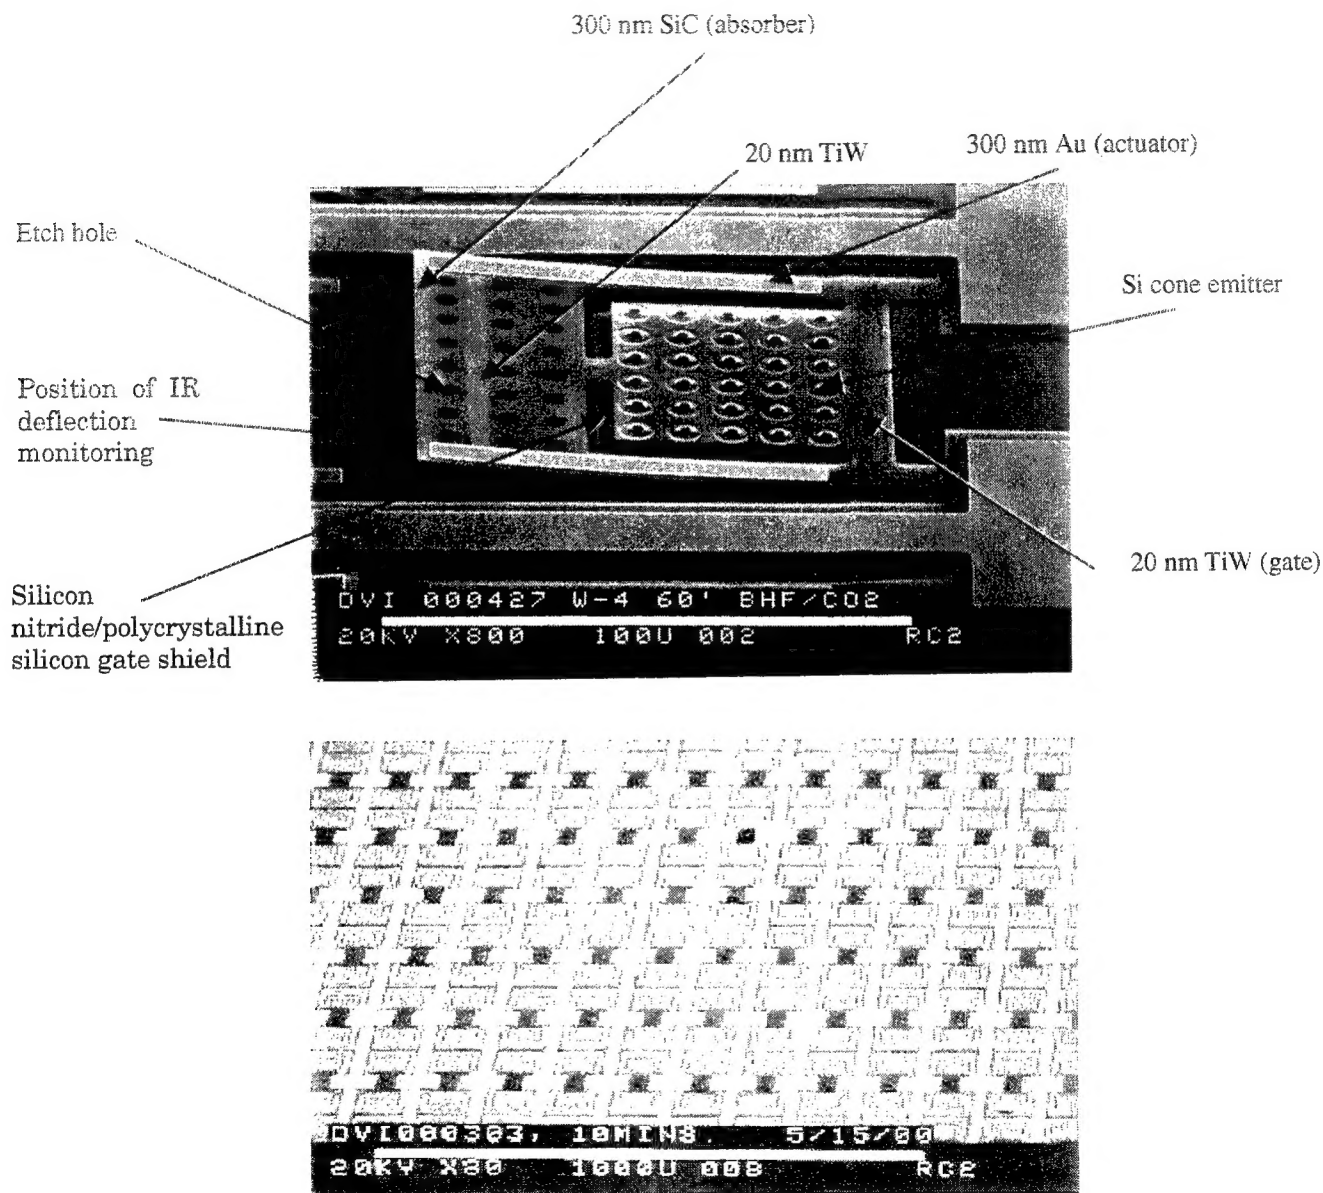 300 nm SiC (absorber)
20 nm TiW
300 nm Au (actuator)
Etch hole
Si cone emitter
Position of IR
deflection
monitoring
20 nm TiW (gate)
Silicon
nitride/polycrystalline
silicon gate shield
DVI 000427 W-4 60' BHF/CO2
20KV X800 100U 002 RC2
DVI000303, 10MINS. 5/15/00
20KV X80 1000U 008 RC2